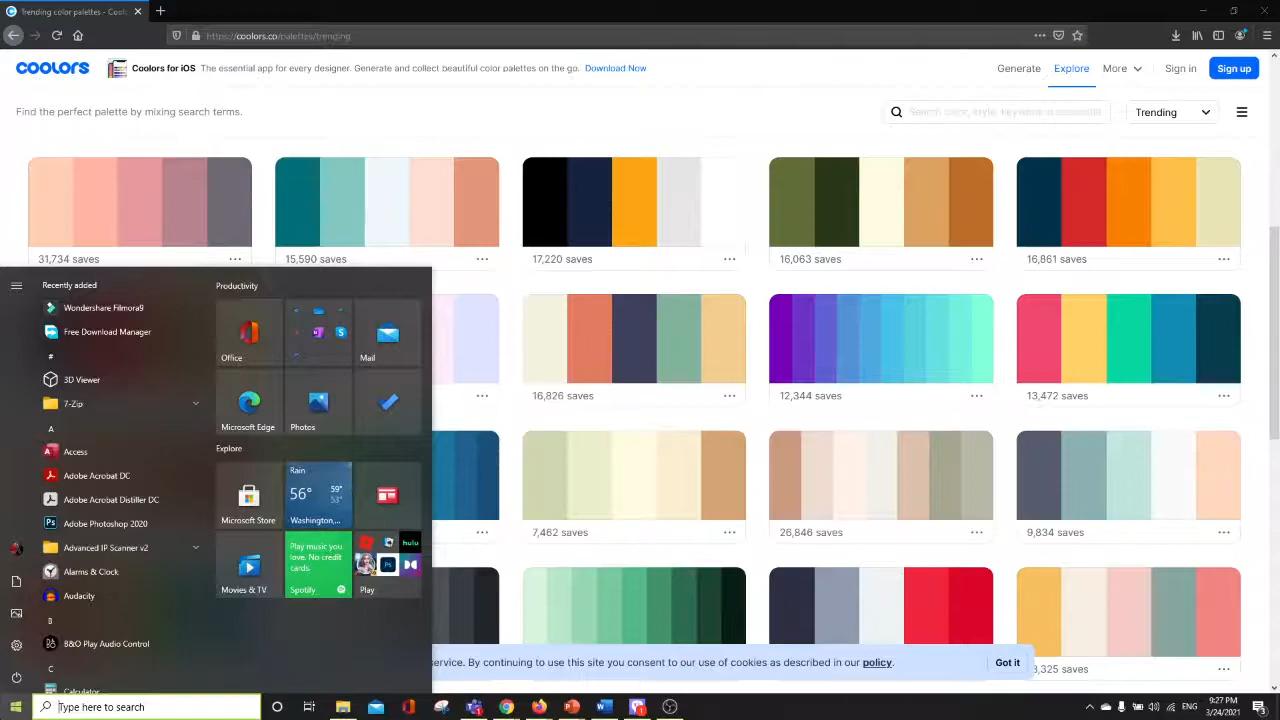 Trending color palettes - Cool
https://coolors.co/palettes/trending
coolors
Coolors for iOS The essential app for every designer. Generate and collect beautiful color palettes on the go. Download Now
Generate Explore More Sign in Sign up
Find the perfect palette by mixing search terms.
Trending
31,734 saves
15,590 saves
17,220 saves
16,063 saves
16,861 saves
16,826 saves
12,344 saves
13,472 saves
7,462 saves
26,846 saves
9,834 saves
ervice. By continuing to use this site you consent to our use of cookies as described in our policy.
Got it
,325 saves
Recently added
Wondershare Filmora9
Free Download Manager
#
3D Viewer
7-Zip
A
Access
Adobe Acrobat DC
Adobe Acrobat Distiller DC
Adobe Photoshop 2020
Advanced IP Scanner v2
Alarms & Clock
Audacity
B
B&O Play Audio Control
C
Calculator
Productivity
Office
Mail
Microsoft Edge
Photos
Explore
Microsoft Store
Rain
56° 59° 53°
Washington,...
Movies & TV
Play music you love. No credit cards.
Spotify
hulu
Play
Type here to search
ENG
9:27 PM
3/24/2021